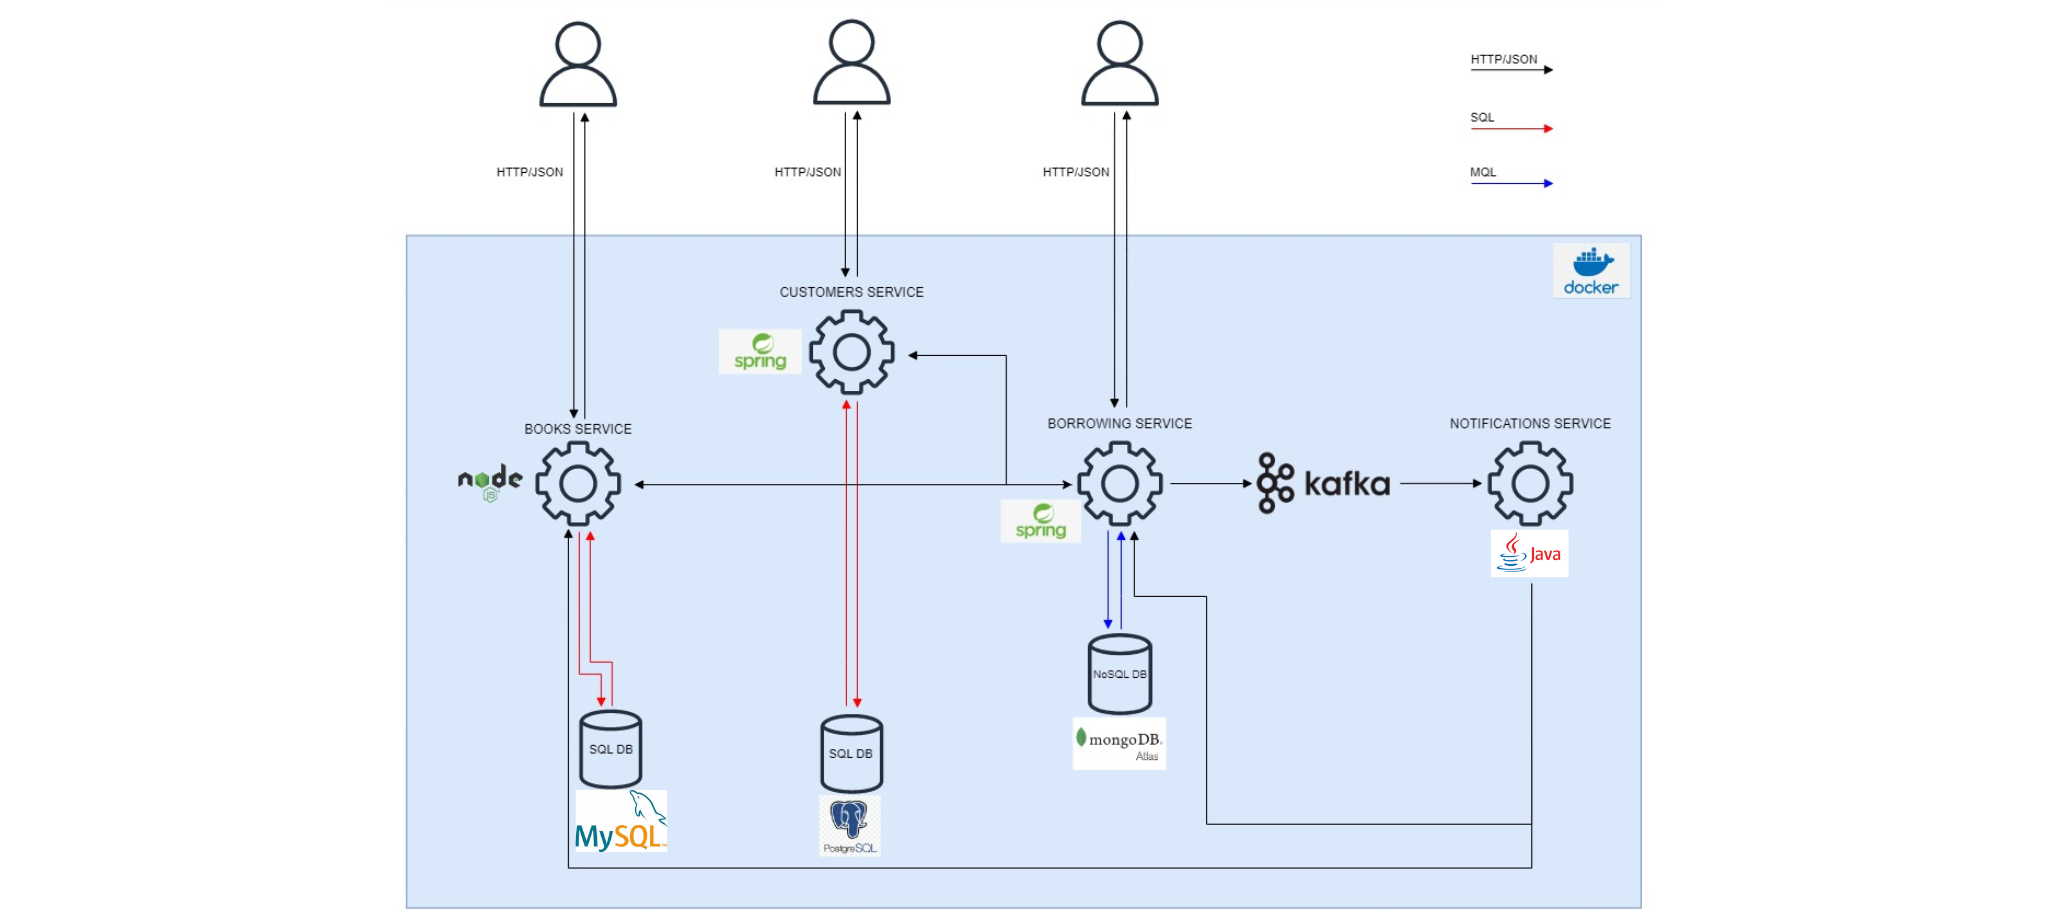 HTTP/JSON
SQL
MQL
HTTP/JSON
HTTP/JSON
HTTP/JSON
docker
CUSTOMERS SERVICE
spring
BOOKS SERVICE
BORROWING SERVICE
NOTIFICATIONS SERVICE
node
JS
kafka
spring
Java
NoSQL DB
mongoDB.
Atlas
SQL DB
SQL DB
MySQL
PostgreSQL